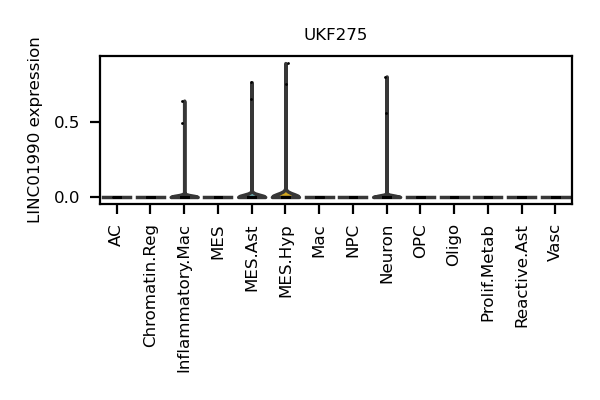 UKF275
LINC01990 expression
0.5
0.0
AC
Chromatin.Reg
Inflammatory.Mac
MES
MES.Ast
MES.Hyp
Mac
NPC
Neuron
OPC
Oligo
Prolif.Metab
Reactive.Ast
Vasc